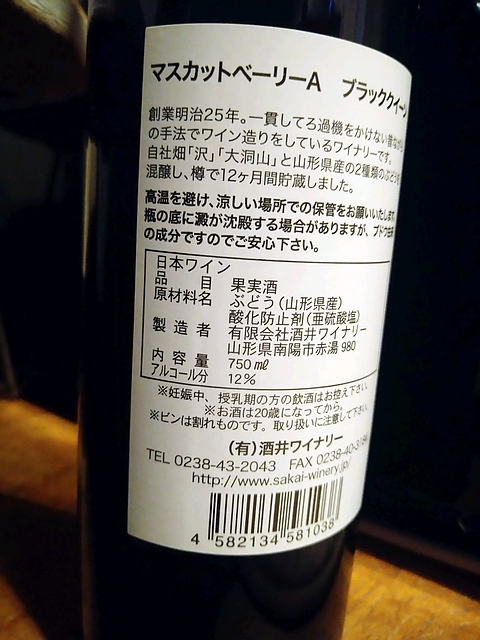 マスカットベーリーA ブラッククイーン
創業明治25年。一貫してろ過機をかけない昔ながら
の手法でワイン造りをしているワイナリーです。
自社畑「沢」「大洞山」と山形県産の2種類のぶどうを
混醸し、樽で12ヶ月間貯蔵しました。
高温を避け、涼しい場所での保管をお願いいたします。
瓶の底に澱が沈殿する場合がありますが、ブドウ由来
の成分ですのでご安心下さい。
日本ワイン
品目 果実酒
原材料名 ぶどう(山形県産)
酸化防止剤(亜硫酸塩)
製造者 有限会社酒井ワイナリー
山形県南陽市赤湯980
内容量 750㎖
アルコール分 12%
※妊娠中、授乳期の方の飲酒はお控え下さい。
※お酒は20歳になってから。
※ビンは割れものです。取り扱いに注意して下さい。
(有)酒井ワイナリー
TEL 0238-43-2043 FAX 0238-40-
http://www.sakai-winery.jp/
4 582134 581038